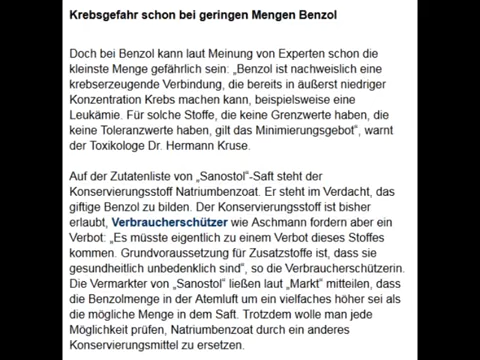 Krebsgefahr schon bei geringen Mengen Benzol
Doch bei Benzol kann laut Meinung von Experten schon die
kleinste Menge gefährlich sein: „Benzol ist nachweislich eine
krebserzeugende Verbindung, die bereits in äußerst niedriger
Konzentration Krebs machen kann, beispielsweise eine
Leukämie. Für solche Stoffe, die keine Grenzwerte haben, die
keine Toleranzwerte haben, gilt das Minimierungsgebot“, warnt
der Toxikologe Dr. Hermann Kruse.
Auf der Zutatenliste von „Sanostol“-Saft steht der
Konservierungsstoff Natriumbenzoat. Er steht im Verdacht, das
giftige Benzol zu bilden. Der Konservierungsstoff ist bisher
erlaubt, Verbraucherschützer wie Aschmann fordern aber ein
Verbot: „Es müsste eigentlich zu einem Verbot dieses Stoffes
kommen. Grundvoraussetzung für Zusatzstoffe ist, dass sie
gesundheitlich unbedenklich sind“, so die Verbraucherschützerin.
Die Vermarkter von „Sanostol“ ließen laut „Markt“ mitteilen, dass
die Benzolmenge in der Atemluft um ein vielfaches höher sei als
die mögliche Menge in dem Saft. Trotzdem wolle man jede
Möglichkeit prüfen, Natriumbenzoat durch ein anderes
Konservierungsmittel zu ersetzen.